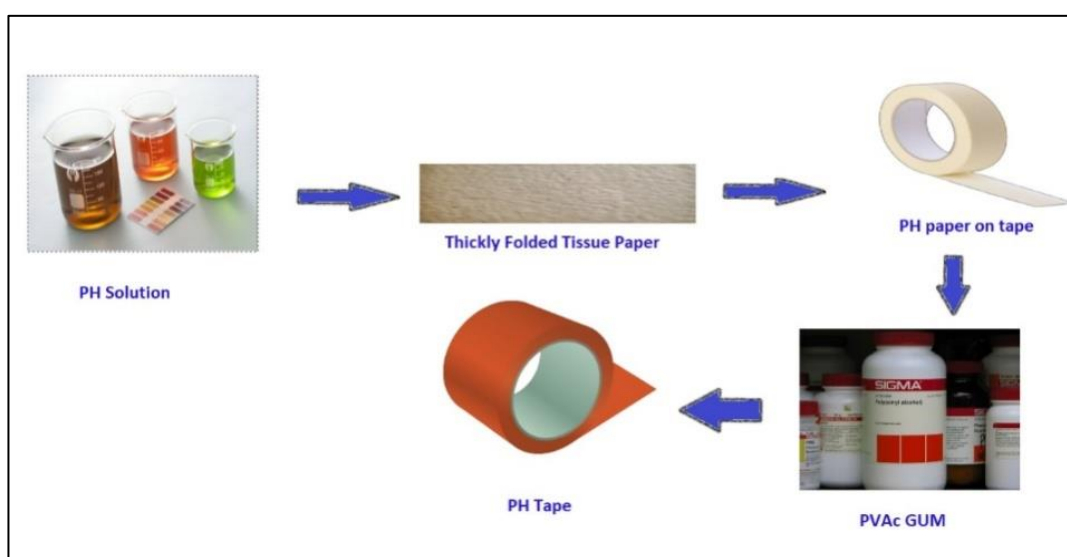 PH Solution
Thickly Folded Tissue Paper
PH paper on tape
SIGMA
PVAc GUM
PH Tape